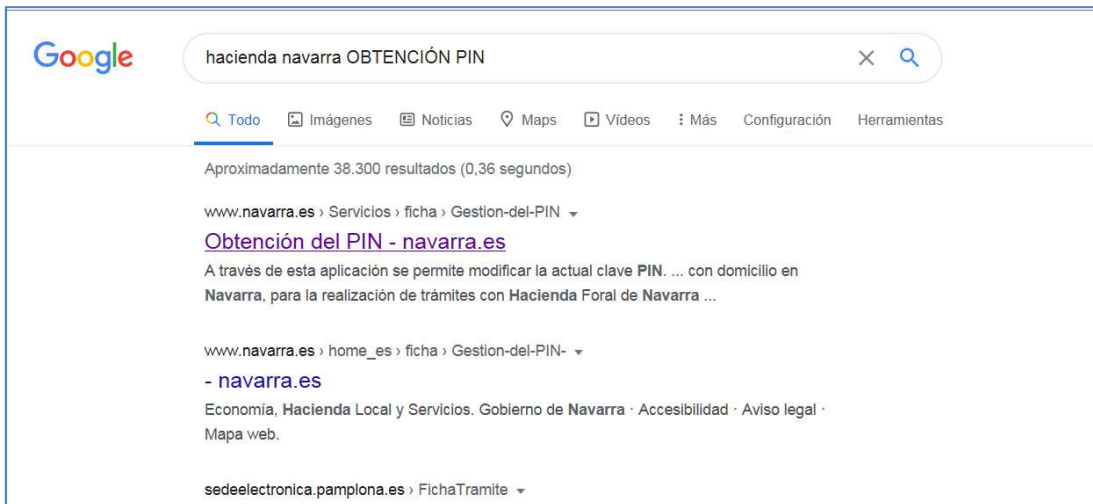 Google
hacienda navarra OBTENCIÓN PIN
Todo Imágenes Noticias Maps Vídeos Más Configuración Herramientas
Aproximadamente 38.300 resultados (0,36 segundos)
www.navarra.es › Servicios › ficha › Gestion-del-PIN
Obtención del PIN - navarra.es
A través de esta aplicación se permite modificar la actual clave PIN. ... con domicilio en
Navarra, para la realización de trámites con Hacienda Foral de Navarra ...
www.navarra.es › home_es › ficha › Gestion-del-PIN-
- navarra.es
Economía, Hacienda Local y Servicios. Gobierno de Navarra · Accesibilidad · Aviso legal ·
Mapa web.
sedeelectronica.pamplona.es › FichaTramite